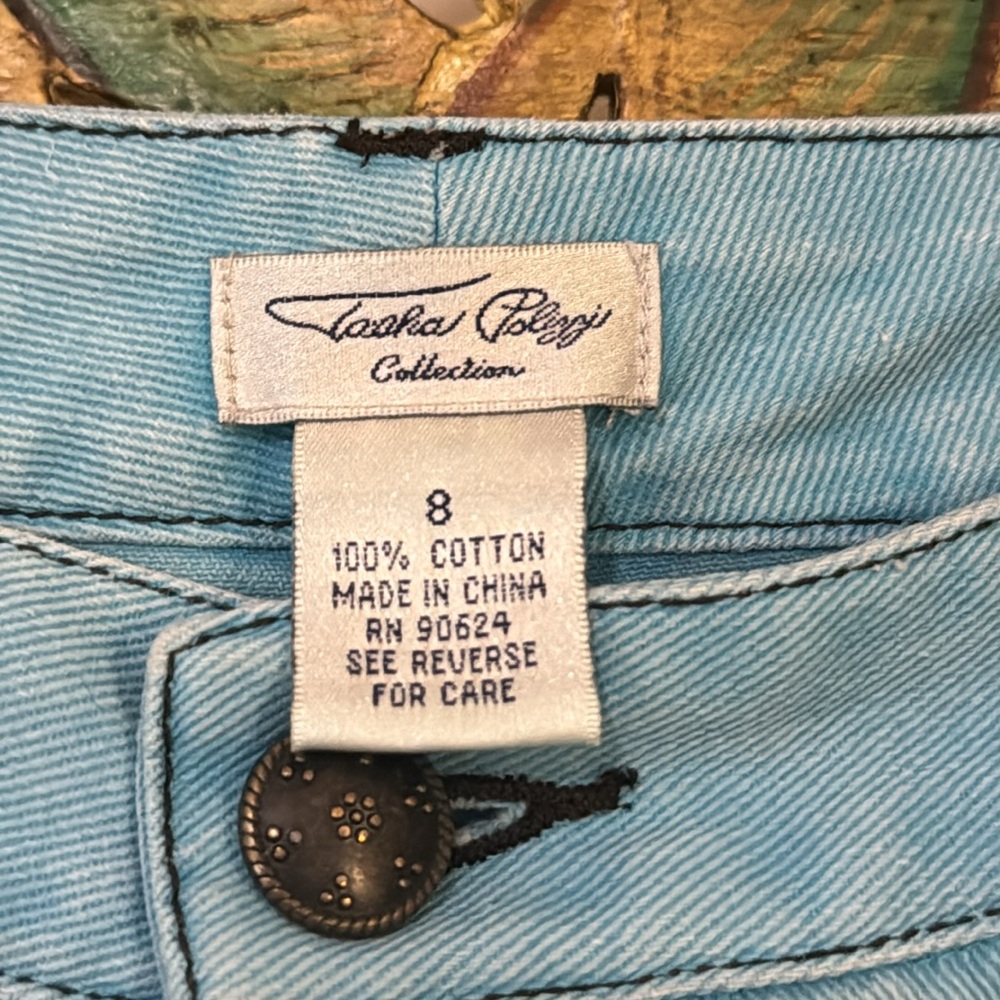 Tasha Polizzi
Collection
8
100% COTTON
MADE IN CHINA
RN 90624
SEE REVERSE
FOR CARE